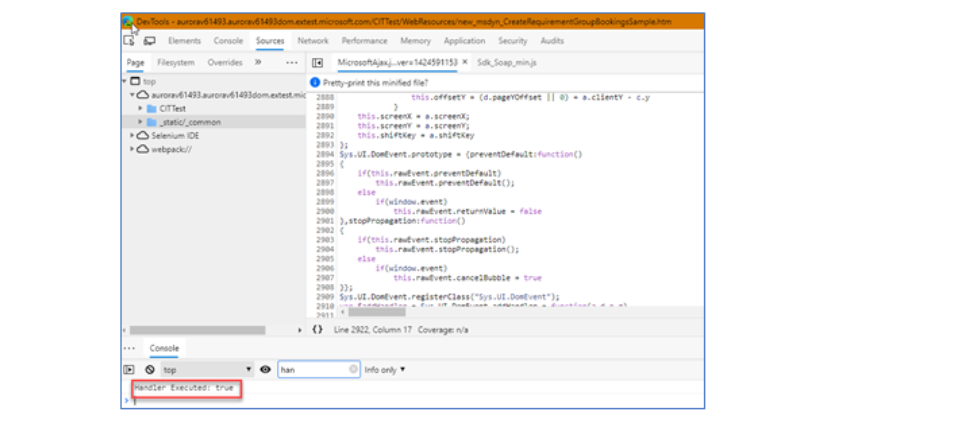 DevTools - aurorav61493.aurorav61493dom.extest.microsoft.com/CITTest/WebResources/new_msdyn_CreateRequirementGroupBookingsSample.htm
Elements Console Sources Network Performance Memory Application Security Audits
Page Filesystem Overrides » ⋯ MicrosoftAjax.j...ver=1424591153 × Sdk_Soap_min.js
top
aurorav61493.aurorav61493dom.extest.mic
CITTest
_static/_common
Selenium IDE
webpack://
Pretty-print this minified file?
2888 this.offsetY = (d.pageYOffset || 0) + a.clientY - c.y
2889 }
2890 this.screenX = a.screenX;
2891 this.screenY = a.screenY;
2892 this.shiftKey = a.shiftKey
2893 };
2894 Sys.UI.DomEvent.prototype = {preventDefault:function()
2895 {
2896 if(this.rawEvent.preventDefault)
2897 this.rawEvent.preventDefault();
2898 else
2899 if(window.event)
2900 this.rawEvent.returnValue = false
2901 },stopPropagation:function()
2902 {
2903 if(this.rawEvent.stopPropagation)
2904 this.rawEvent.stopPropagation();
2905 else
2906 if(window.event)
2907 this.rawEvent.cancelBubble = true
2908 }};
2909 Sys.UI.DomEvent.registerClass("Sys.UI.DomEvent");
2910
2911
{} Line 2922, Column 17 Coverage: n/a
⋯ Console
top han Info only
Handler Executed: true
>